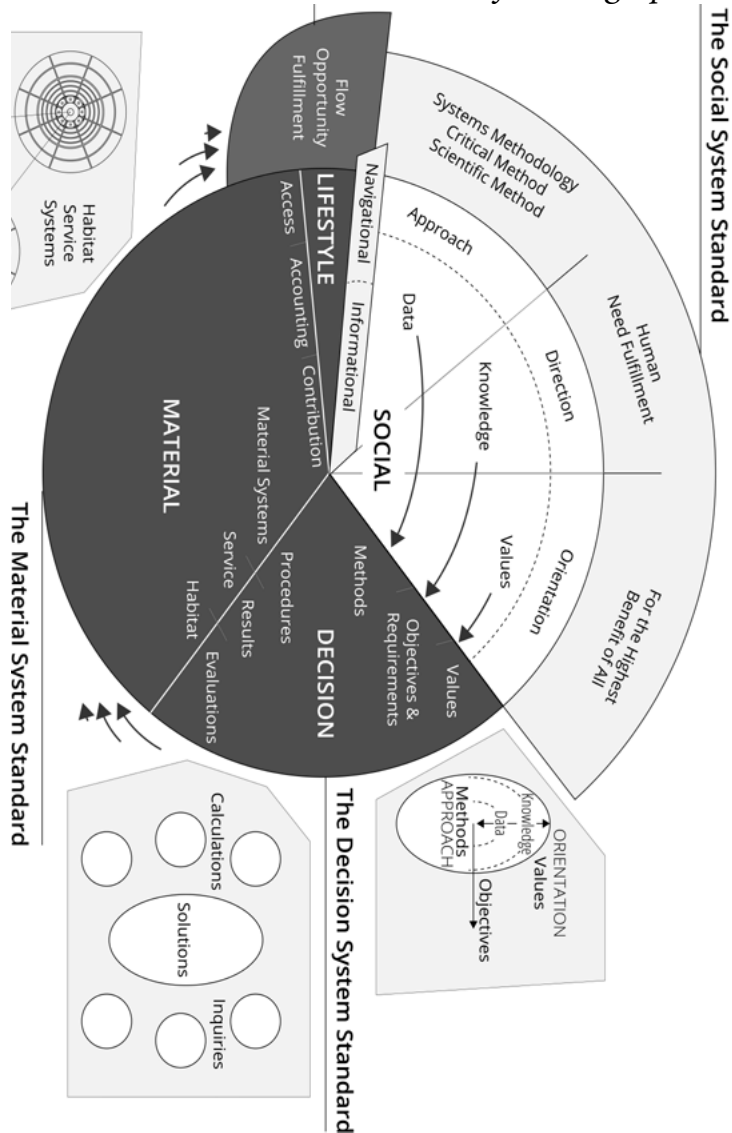 The Social System Standard
Systems Methodology
Critical Method
Scientific Method
Human
Need Fulfillment
For the Highest
Benefit of All
Approach
Direction
Orientation
Data
Knowledge
Values
SOCIAL
Navigational
Informational
Flow
Opportunity
Fulfillment
LIFESTYLE
Access
Accounting
Contribution
MATERIAL
Material Systems
Service
Habitat
DECISION
Values
Objectives &
Requirements
Methods
Procedures
Results
Evaluations
Habitat
Service
Systems
ORIENTATION
Values
Knowledge
Data
Methods
APPROACH
Objectives
The Decision System Standard
Calculations
Solutions
Inquiries
The Material System Standard